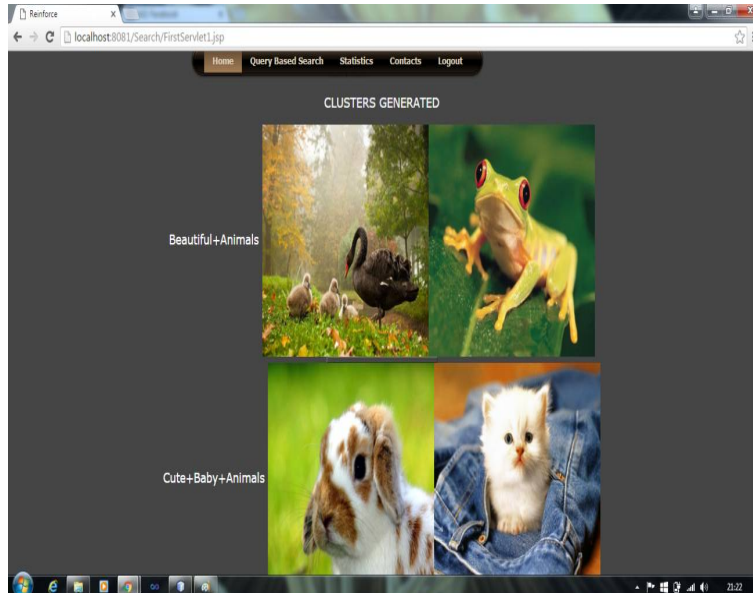 Reinforce
localhost:8081/Search/FirstServlet1.jsp
Home Query Based Search Statistics Contacts Logout
CLUSTERS GENERATED
Beautiful+Animals
Cute+Baby+Animals
21:22